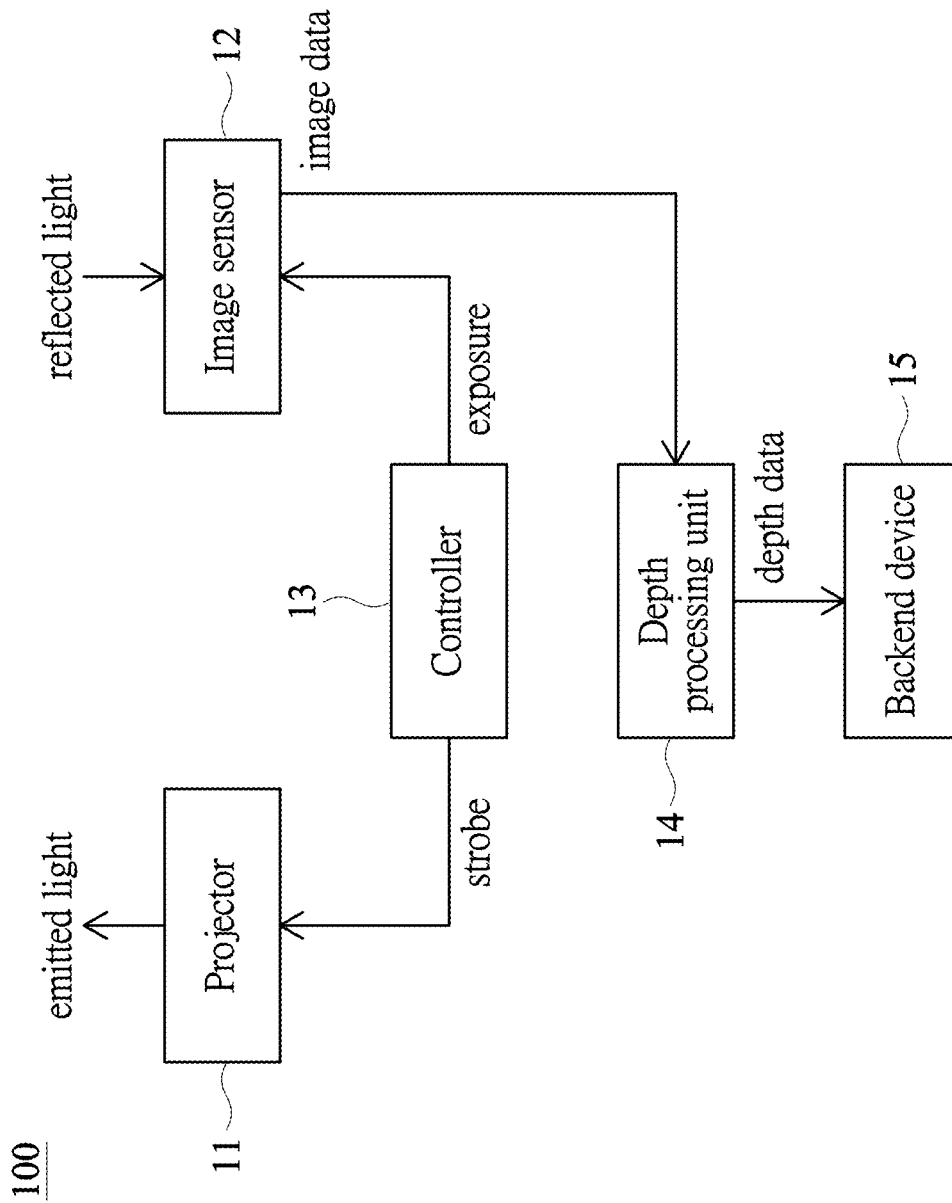 100
emitted light
reflected light
11
Projector
Image sensor
12
image data
strobe
13
Controller
exposure
14
Depth
processing unit
depth data
15
Backend device